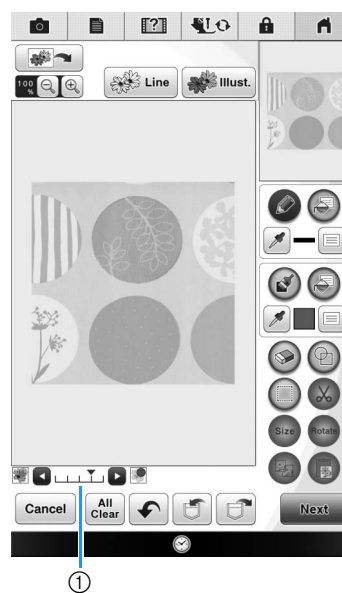 100 %
Line
Illust.
Size
Rotate
Cancel
All
Clear
Next
1